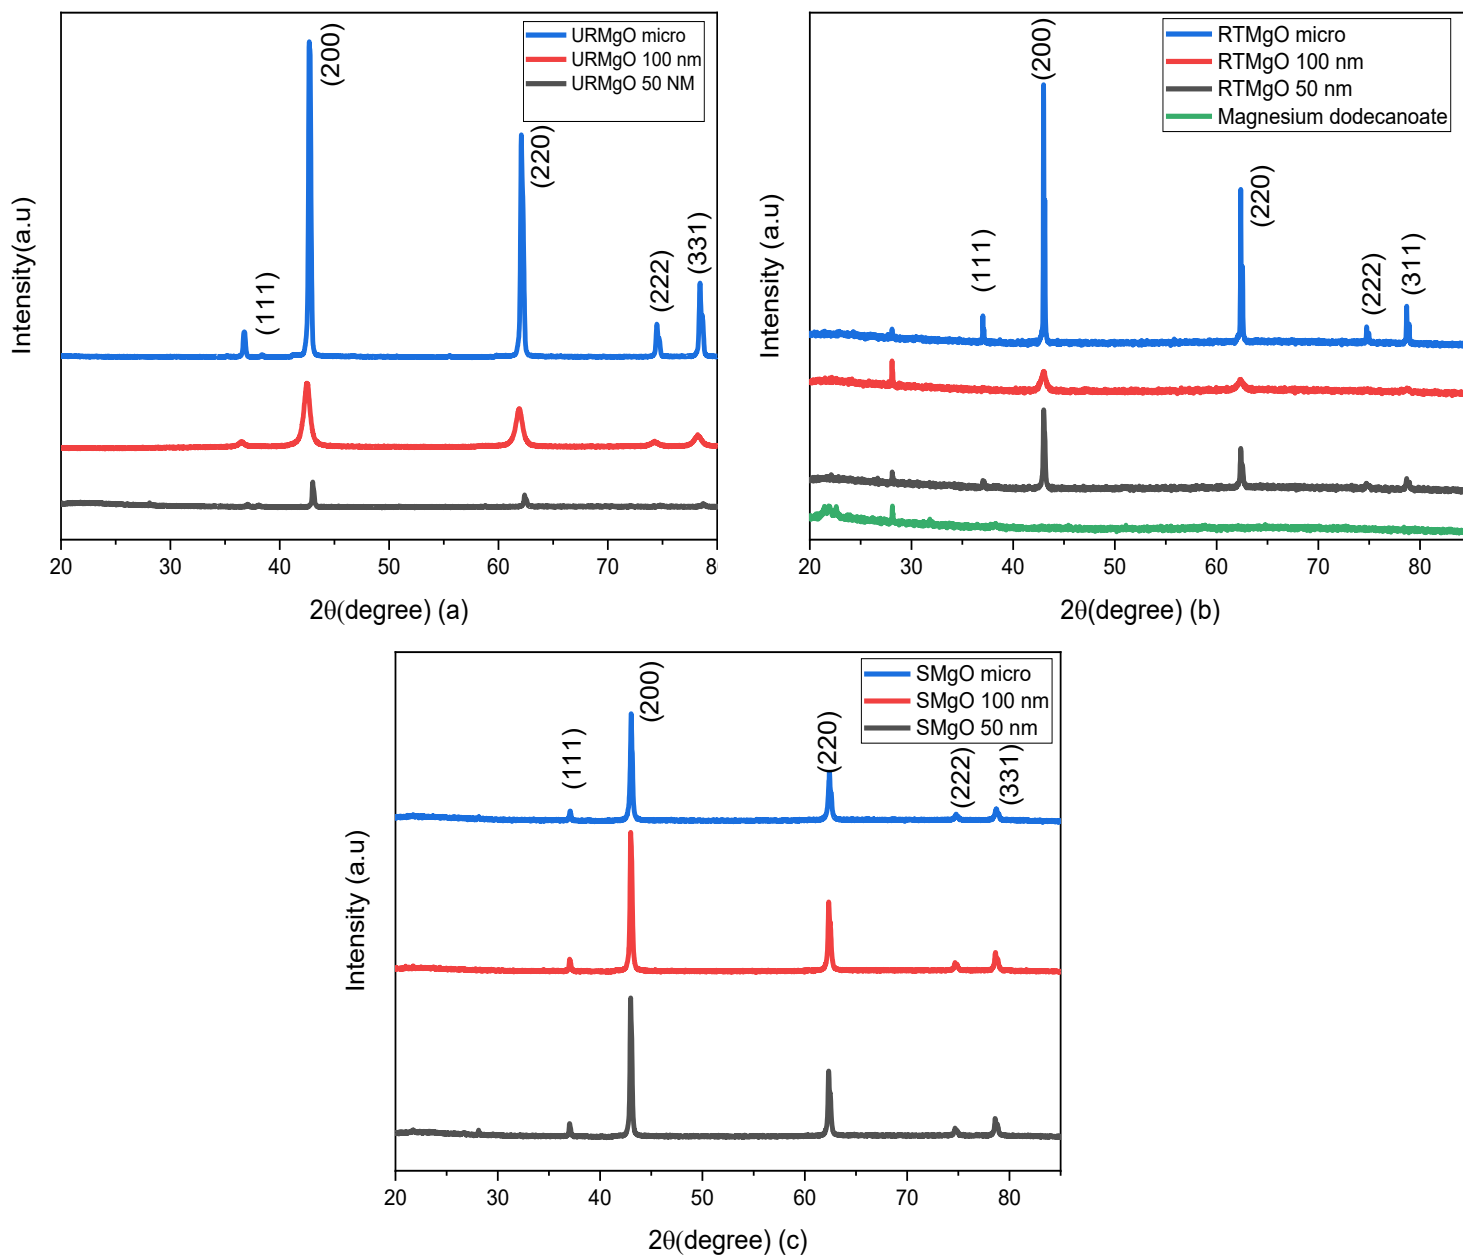 URMgO micro
URMgO 100 nm
URMgO 50 NM
(111)
(200)
(220)
(222)
(331)
Intensity(a.u)
20 30 40 50 60 70 80
2θ(degree) (a)
RTMgO micro
RTMgO 100 nm
RTMgO 50 nm
Magnesium dodecanoate
(111)
(200)
(220)
(222)
(311)
Intensity (a.u)
20 30 40 50 60 70 80
2θ(degree) (b)
SMgO micro
SMgO 100 nm
SMgO 50 nm
(111)
(200)
(220)
(222)
(331)
Intensity (a.u)
20 30 40 50 60 70 80
2θ(degree) (c)